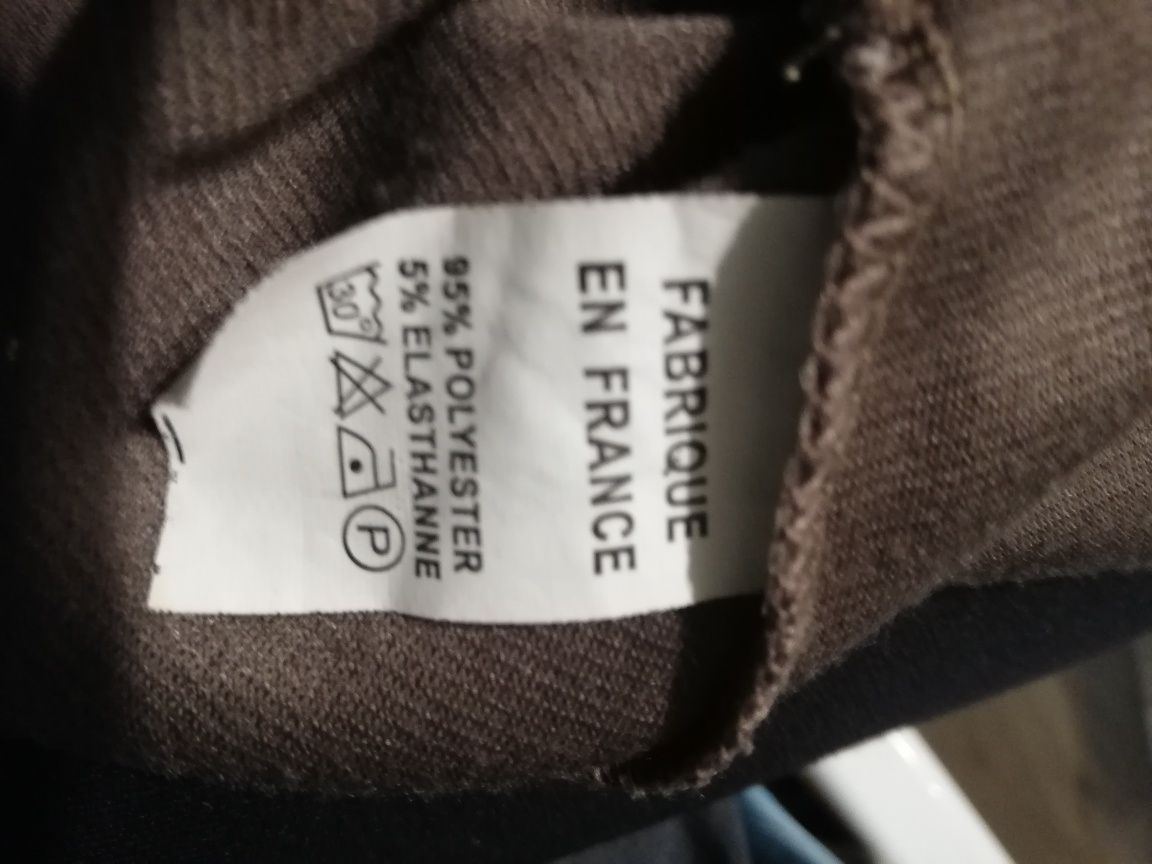 FABRIQUE
EN FRANCE
95% POLYESTER
5% ELASTHANNE
30° P